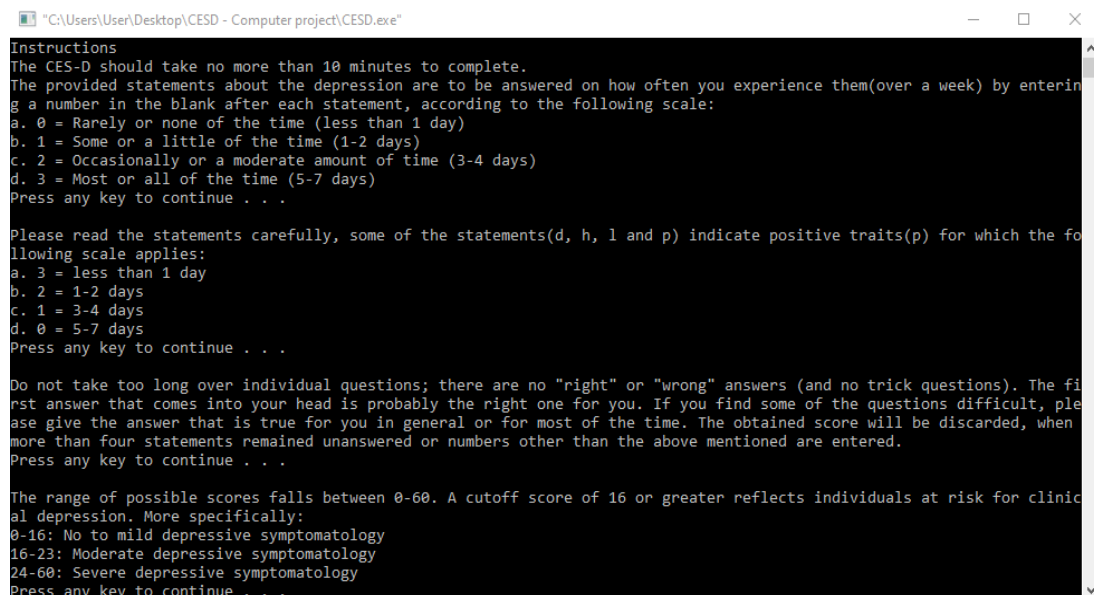 "C:\Users\User\Desktop\CESD - Computer project\CESD.exe"
Instructions
The CES-D should take no more than 10 minutes to complete.
The provided statements about the depression are to be answered on how often you experience them(over a week) by enterin
g a number in the blank after each statement, according to the following scale:
a. 0 = Rarely or none of the time (less than 1 day)
b. 1 = Some or a little of the time (1-2 days)
c. 2 = Occasionally or a moderate amount of time (3-4 days)
d. 3 = Most or all of the time (5-7 days)
Press any key to continue . . .
Please read the statements carefully, some of the statements(d, h, l and p) indicate positive traits(p) for which the fo
llowing scale applies:
a. 3 = less than 1 day
b. 2 = 1-2 days
c. 1 = 3-4 days
d. 0 = 5-7 days
Press any key to continue . . .
Do not take too long over individual questions; there are no "right" or "wrong" answers (and no trick questions). The fi
rst answer that comes into your head is probably the right one for you. If you find some of the questions difficult, ple
ase give the answer that is true for you in general or for most of the time. The obtained score will be discarded, when
more than four statements remained unanswered or numbers other than the above mentioned are entered.
Press any key to continue . . .
The range of possible scores falls between 0-60. A cutoff score of 16 or greater reflects individuals at risk for clinic
al depression. More specifically:
0-16: No to mild depressive symptomatology
16-23: Moderate depressive symptomatology
24-60: Severe depressive symptomatology
Press any key to continue . . .